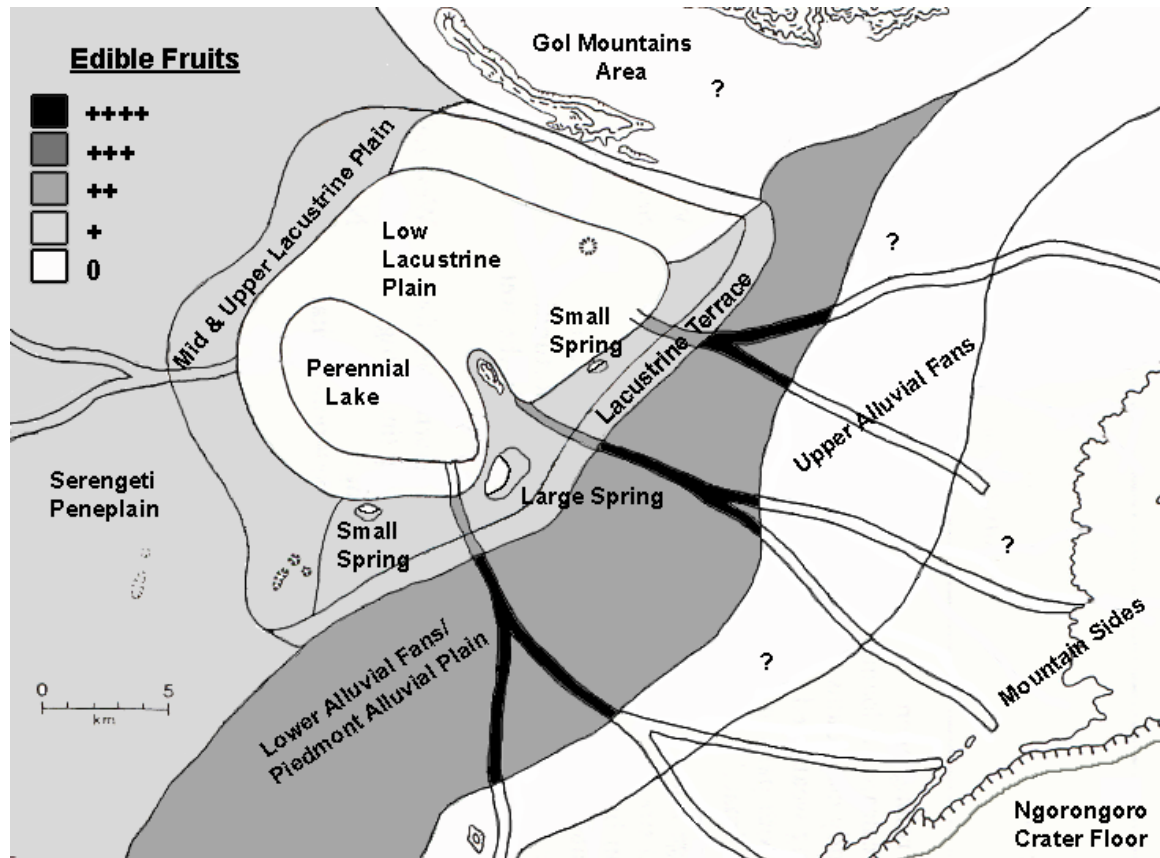 Edible Fruits
++++
+++
++
+
0
Gol Mountains
Area
?
Mid & Upper Lacustrine Plain
Low
Lacustrine
Plain
?
Small
Spring
Lacustrine Terrace
Perennial
Lake
Upper Alluvial Fans
Serengeti
Peneplain
Large Spring
Small
Spring
?
Mountain Sides
?
Lower Alluvial Fans/
Piedmont Alluvial Plain
0 5
km
Ngorongoro
Crater Floor